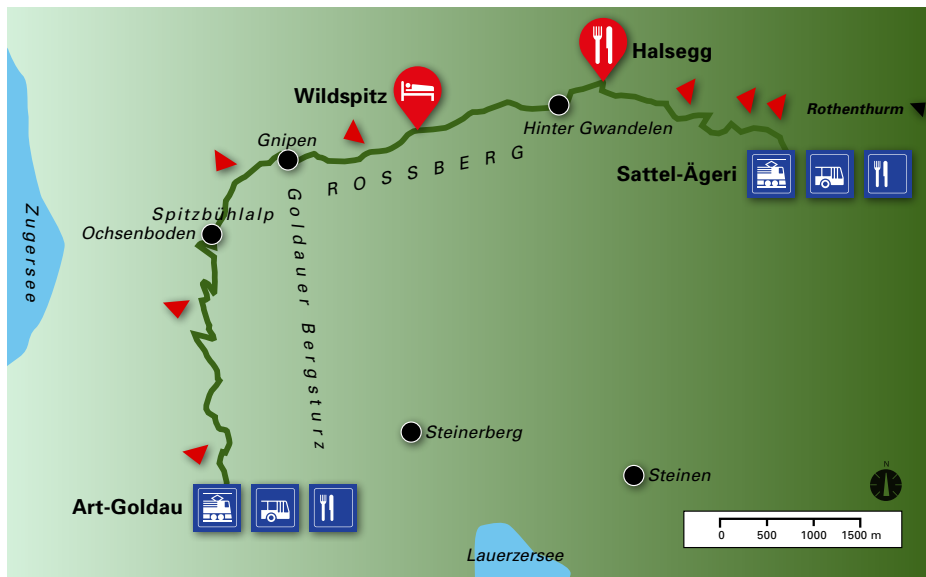 Halsegg
Wildspitz
Rothenthurm
Hinter Gwandelen
Gnipen
ROSSBERG
Sattel-Ägeri
Spitzbühlalp
Ochsenboden
Zugersee
Goldauer Bergsturz
Steinerberg
Steinen
N
Art-Goldau
0 500 1000 1500 m
Lauerzersee